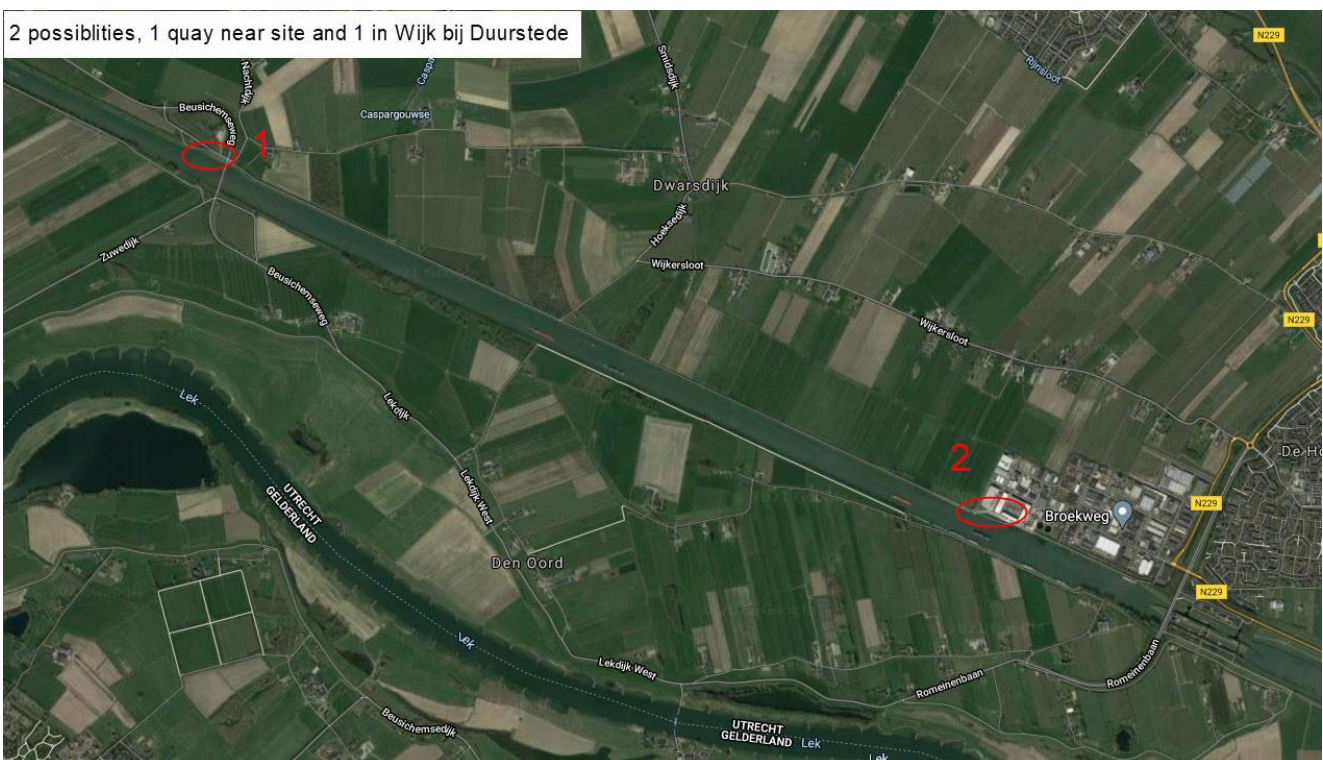 2 possiblities, 1 quay near site and 1 in Wijk bij Duurstede
N229
Nachtdijk
Smidsdijk
Rijnsloot
Beusichemseweg
Caspargouwse
1
Dwarsdijk
Hoeksedijk
Zuwedijk
Wijkersloot
Beusichemseweg
N229
Wijkersloot
Lek
Lekdijk
2
De Ho
Lekdijk-West
UTRECHT
GELDERLAND
N229
Broekweg
Den Oord
N229
Lek
Lekdijk-West
Romeinenbaan
Romeinenbaan
Beusichemsedijk
UTRECHT
GELDERLAND
Lek
Lek